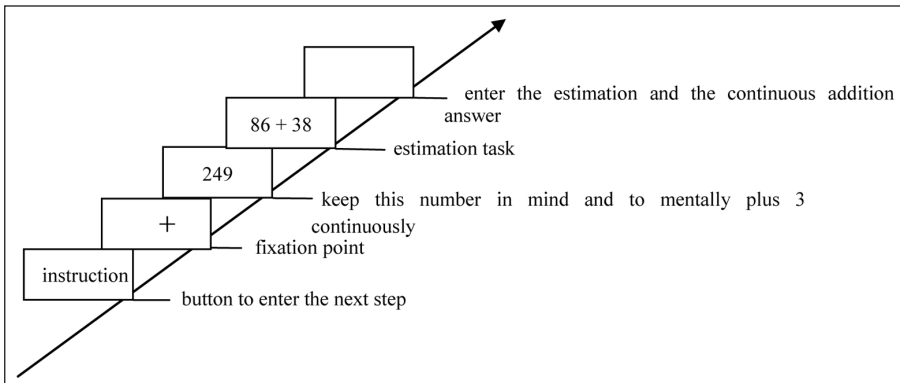 enter the estimation and the continuous addition
answer
86 + 38
estimation task
249
keep this number in mind and to mentally plus 3
continuously
+
fixation point
instruction
button to enter the next step